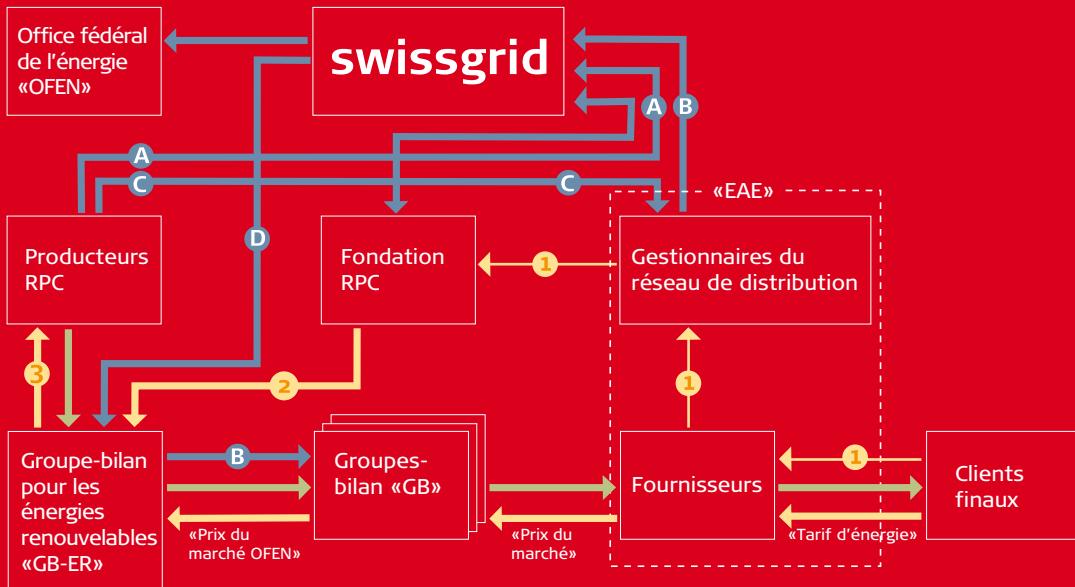 Office fédéral
de l'énergie
«OFEN»
swissgrid
A
B
A
C
C
«EAE»
D
Producteurs
RPC
Fondation
RPC
1
Gestionnaires du
réseau de distribution
3
2
1
Groupe-bilan
pour les
énergies
renouvelables
«GB-ER»
B
«Prix du
marché OFEN»
Groupes-
bilan «GB»
«Prix du
marché»
Fournisseurs
1
«Tarif d'énergie»
Clients
finaux